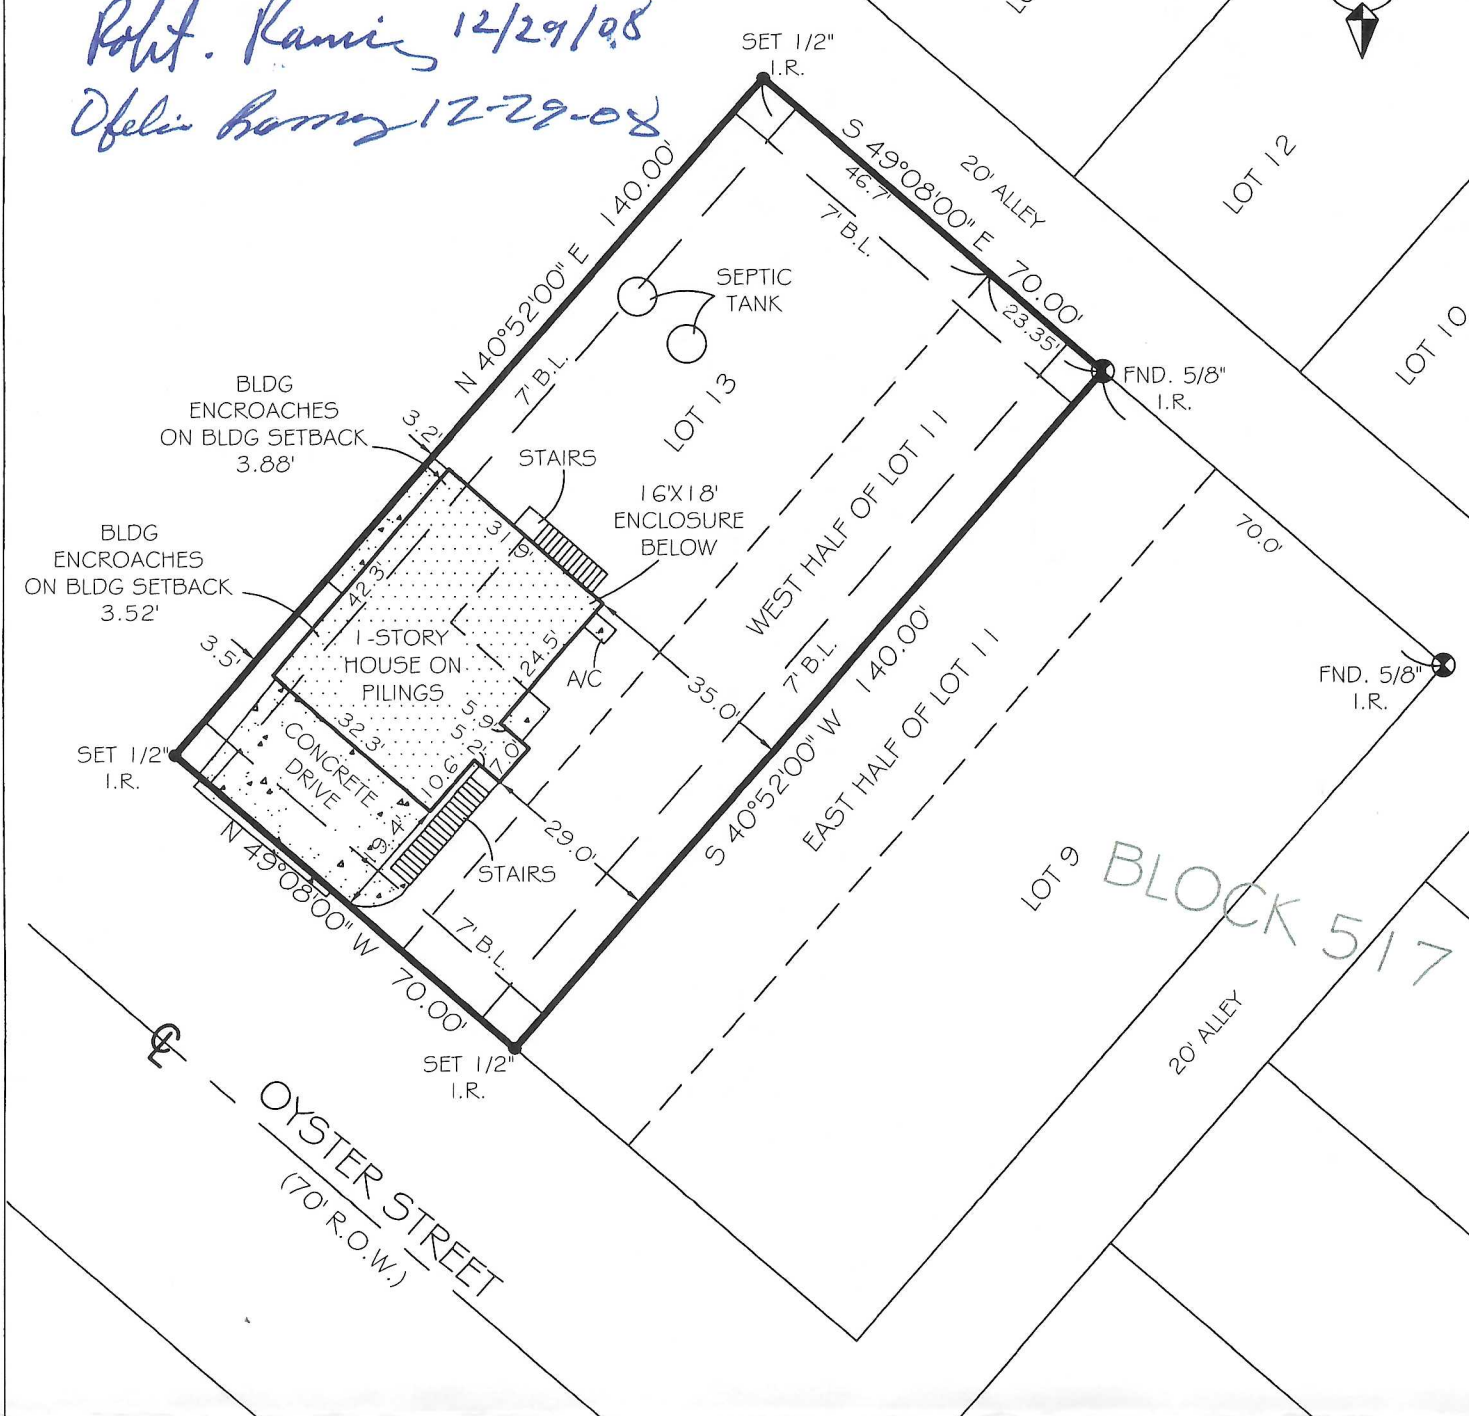 12/29/08
Ofelia 12-29-08
SET 1/2"
I.R.
S 49°08'00" E 70.00'
46.7'
23.35'
20' ALLEY
7' B.L.
LOT 12
LOT 10
N 40°52'00" E 140.00'
SEPTIC
TANK
7' B.L.
LOT 13
FND. 5/8"
I.R.
BLDG
ENCROACHES
ON BLDG SETBACK
3.88'
3.2'
STAIRS
16'X18'
ENCLOSURE
BELOW
WEST HALF OF LOT 11
70.0'
BLDG
ENCROACHES
ON BLDG SETBACK
3.52'
3.5'
31.9'
42.3'
1-STORY
HOUSE ON
PILINGS
24.5'
A/C
35.0'
7' B.L.
S 40°52'00" W 140.00'
EAST HALF OF LOT 11
FND. 5/8"
I.R.
SET 1/2"
I.R.
32.3'
5.9'
5.2'
7.0'
10.6'
CONCRETE
DRIVE
19.4'
29.0'
STAIRS
LOT 9
BLOCK 517
N 49°08'00" W 70.00'
7' B.L.
SET 1/2"
I.R.
20' ALLEY
℄
OYSTER STREET
(70' R.O.W.)